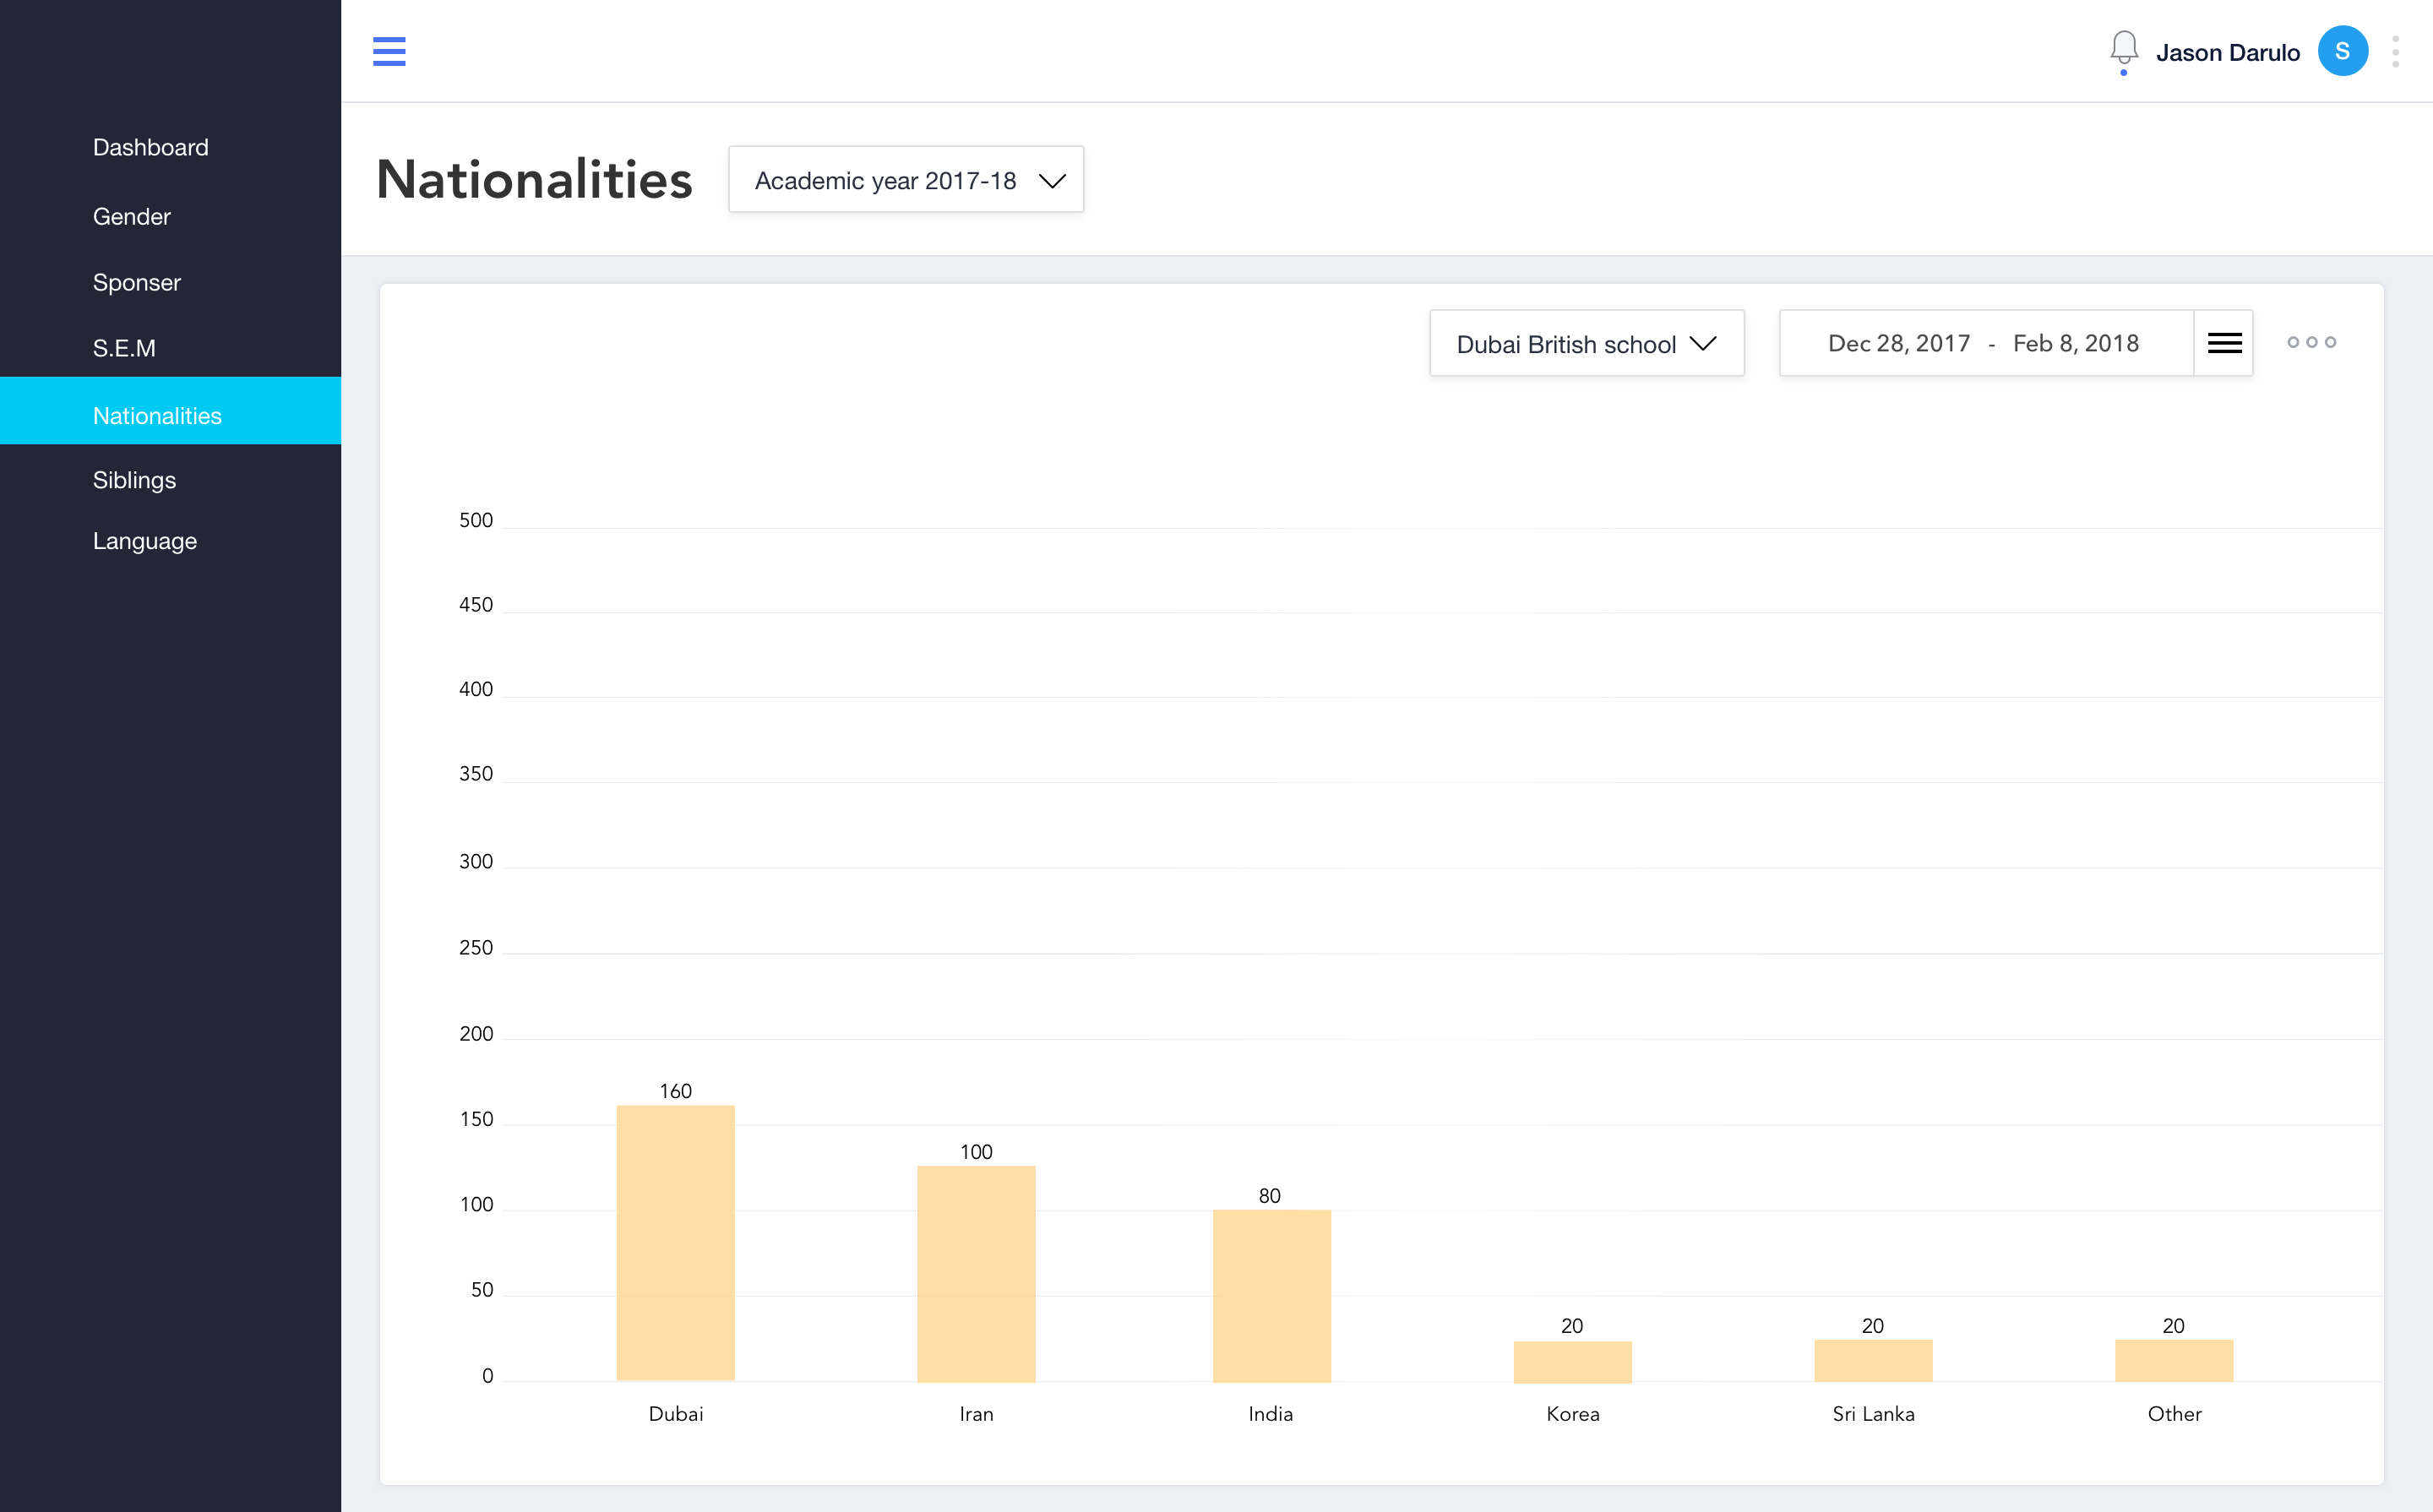 Jason Darulo
S
Dashboard
Gender
Sponser
S.E.M
Nationalities
Siblings
Language
Nationalities
Academic year 2017-18
Dubai British school
Dec 28, 2017 - Feb 8, 2018
500
450
400
350
300
250
200
150
100
50
0
160
100
80
20
20
20
Dubai
Iran
India
Korea
Sri Lanka
Other